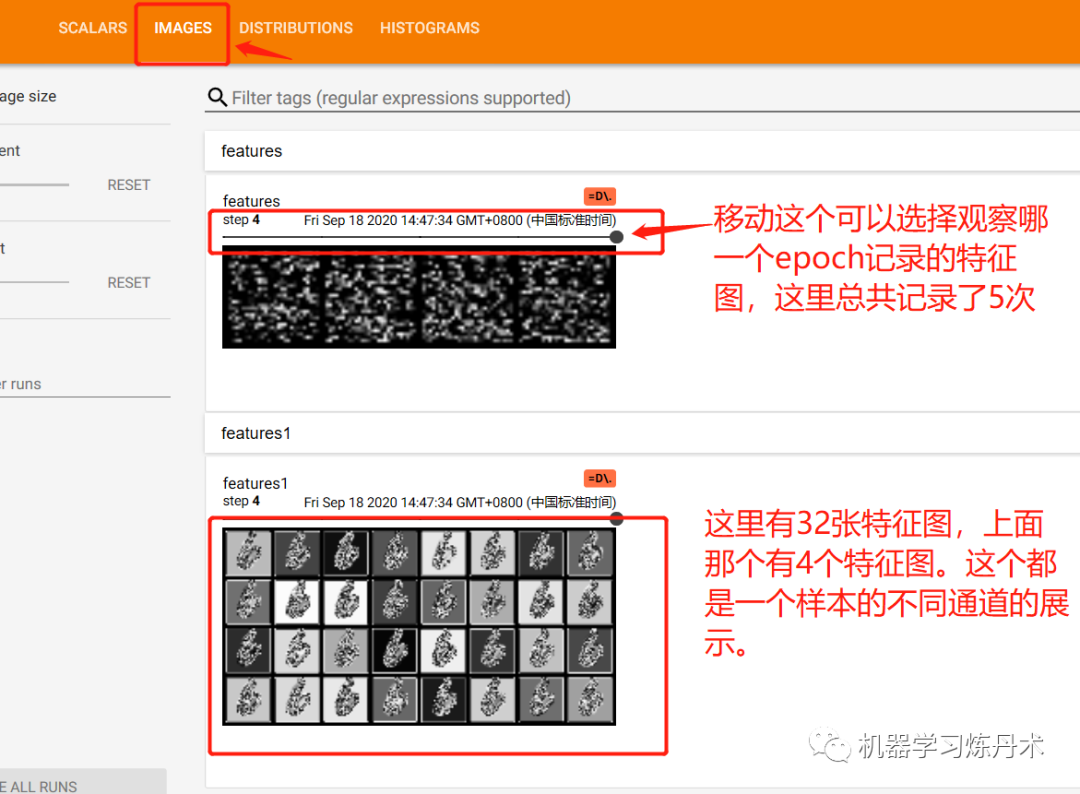 SCALARS IMAGES DISTRIBUTIONS HISTOGRAMS
age size
Filter tags (regular expressions supported)
ent
features
RESET
features
=D\.
step 4 Fri Sep 18 2020 14:47:34 GMT+0800 (中国标准时间)
移动这个可以选择观察哪
一个epoch记录的特征
图，这里总共记录了5次
t
RESET
er runs
features1
features1
=D\.
step 4 Fri Sep 18 2020 14:47:34 GMT+0800 (中国标准时间)
这里有32张特征图，上面
那个有4个特征图。这个都
是一个样本的不同通道的展
示。
机器学习炼丹术
E ALL RUNS